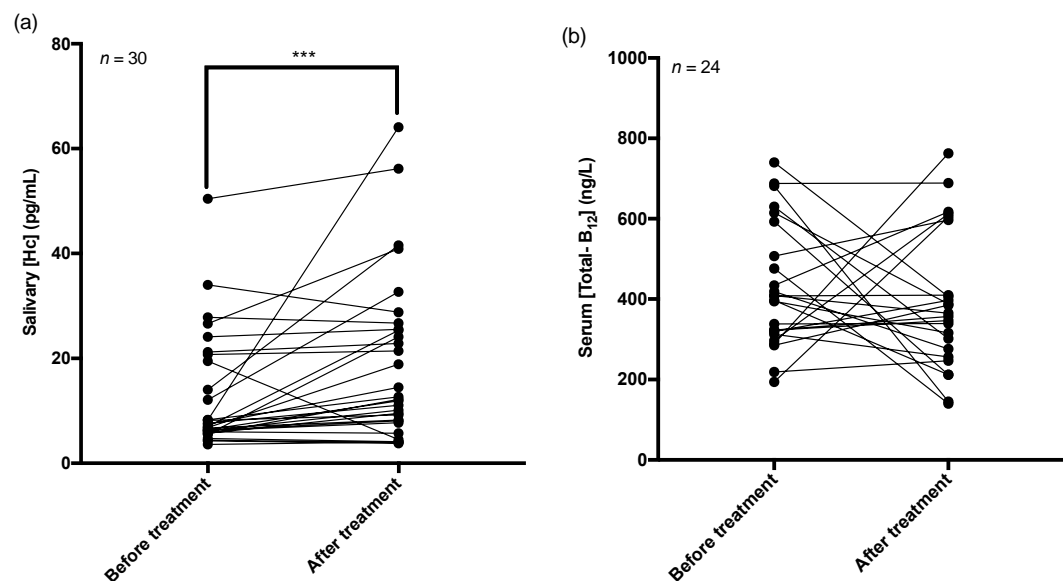 (a)
n = 30
***
80
60
40
20
0
Salivary [Hc] (pg/mL)
Before treatment
After treatment
(b)
n = 24
1000
800
600
400
200
0
Serum [Total- B₁₂] (ng/L)
Before treatment
After treatment